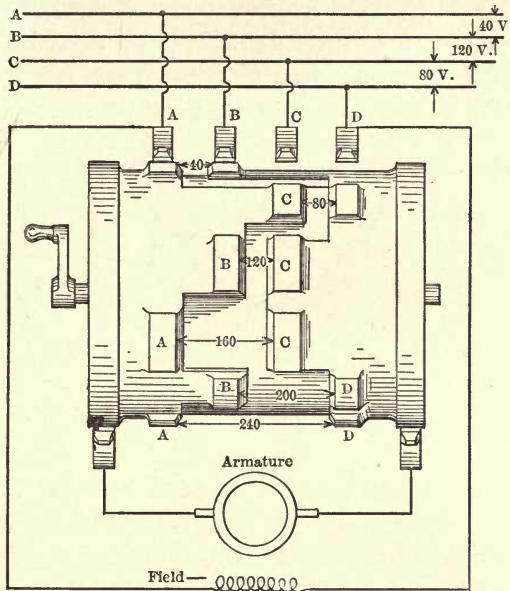 A
40 V
B
120 V.
C
80 V.
D
A B C D
40
C 80
B 120 C
A 160 C
B 200 D
A 240 D
Armature
Field